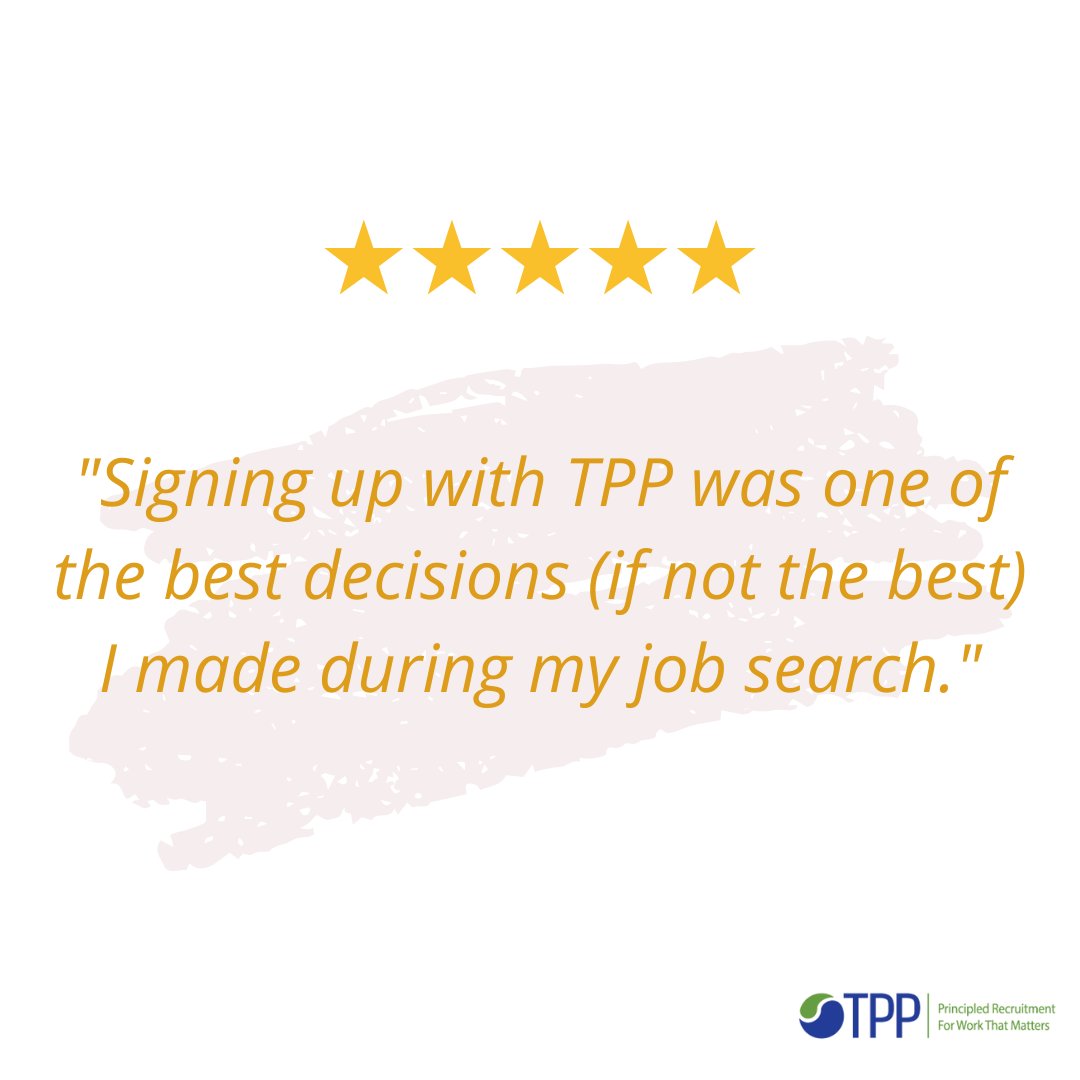 "Signing up with TPP was one of
the best decisions (if not the best)
I made during my job search."
TPP
Principled Recruitment
For Work That Matters